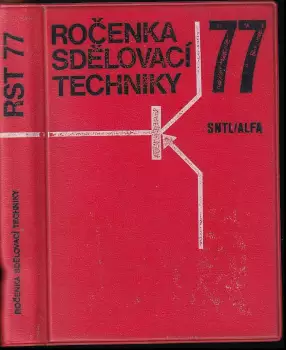 RST 77
ROČENKA SDĚLOVACÍ TECHNIKY
ROČENKA
SDĚLOVACÍ
TECHNIKY
77
SNTL/ALFA